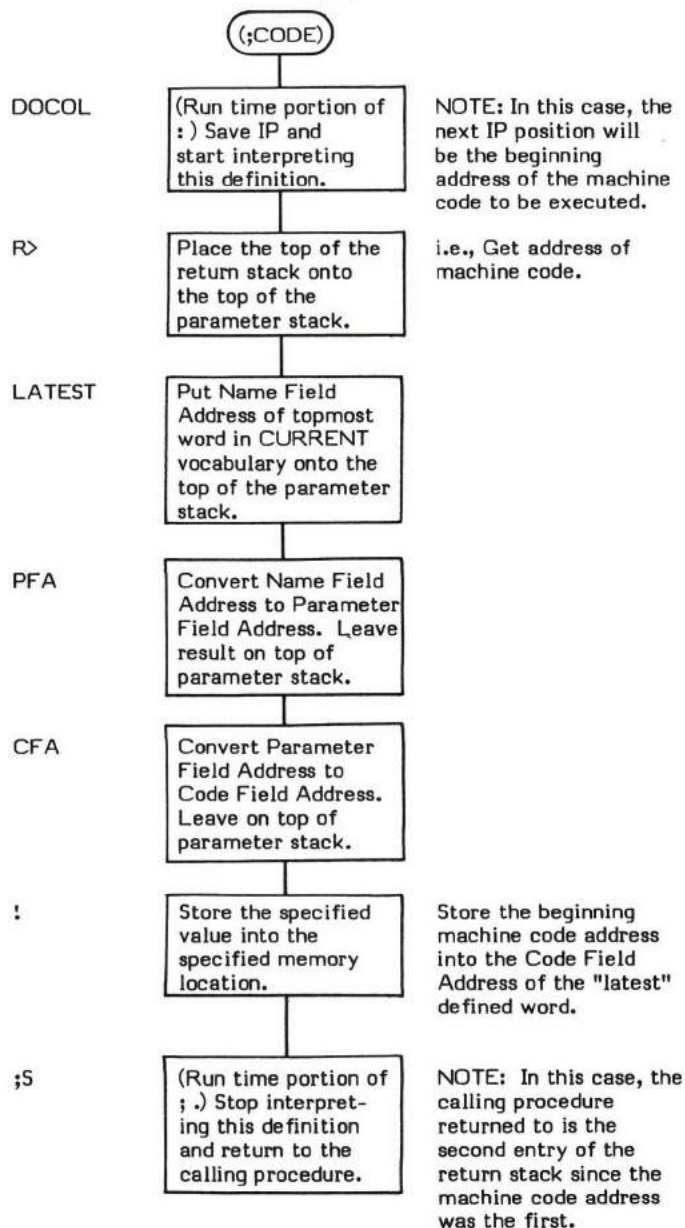 (;CODE)
DOCOL
(Run time portion of
: ) Save IP and
start interpreting
this definition.
NOTE: In this case, the
next IP position will
be the beginning
address of the machine
code to be executed.
R>
Place the top of the
return stack onto
the top of the
parameter stack.
i.e., Get address of
machine code.
LATEST
Put Name Field
Address of topmost
word in CURRENT
vocabulary onto the
top of the parameter
stack.
PFA
Convert Name Field
Address to Parameter
Field Address. Leave
result on top of
parameter stack.
CFA
Convert Parameter
Field Address to
Code Field Address.
Leave on top of
parameter stack.
!
Store the specified
value into the
specified memory
location.
Store the beginning
machine code address
into the Code Field
Address of the "latest"
defined word.
;S
(Run time portion of
; .) Stop interpret-
ing this definition
and return to the
calling procedure.
NOTE: In this case, the
calling procedure
returned to is the
second entry of the
return stack since the
machine code address
was the first.